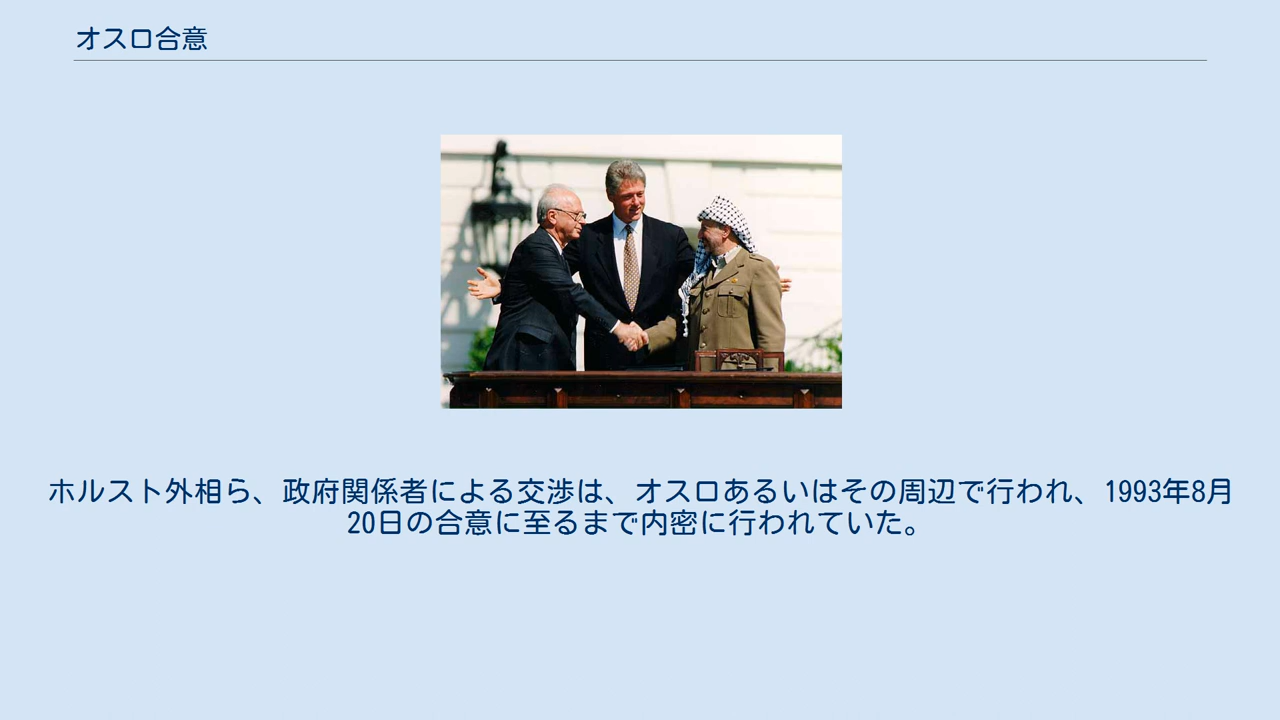 オスロ合意
ホルスト外相ら、政府関係者による交渉は、オスロあるいはその周辺で行われ、1993年8月
20日の合意に至るまで内密に行われていた。